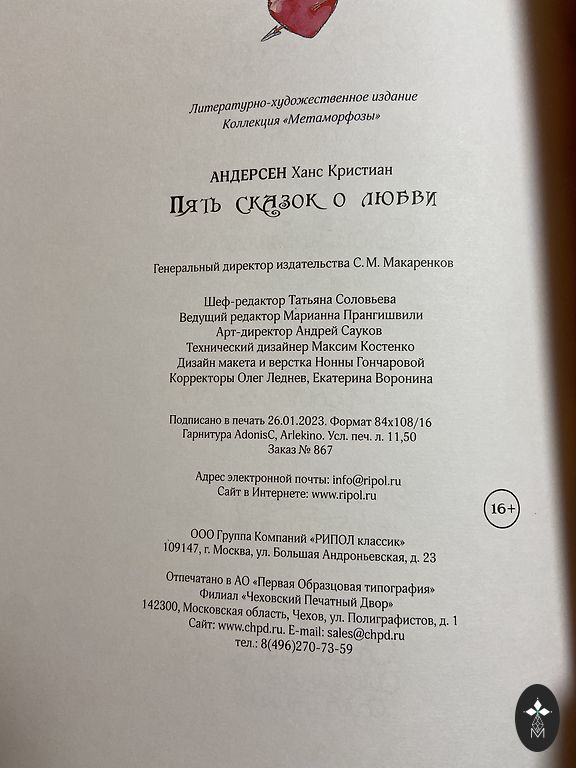 Литературно-художественное издание
Коллекция «Метаморфозы»
АНДЕРСЕН Ханс Кристиан
Пять сказок о любви
Генеральный директор издательства С. М. Макаренков
Шеф-редактор Татьяна Соловьева
Ведущий редактор Марианна Прангишвили
Арт-директор Андрей Сауков
Технический дизайнер Максим Костенко
Дизайн макета и верстка Нонны Гончаровой
Корректоры Олег Леднев, Екатерина Воронина
Подписано в печать 26.01.2023. Формат 84x108/16
Гарнитура AdonisC, Arlekino. Усл. печ. л. 11,50
Заказ № 867
Адрес электронной почты: info@ripol.ru
Сайт в Интернете: www.ripol.ru
16+
ООО Группа Компаний «РИПОЛ классик»
109147, г. Москва, ул. Большая Андроньевская, д. 23
Отпечатано в АО «Первая Образцовая типография»
Филиал «Чеховский Печатный Двор»
142300, Московская область, Чехов, ул. Полиграфистов, д. 1
Сайт: www.chpd.ru. E-mail: sales@chpd.ru
тел.: 8(496)270-73-59
M